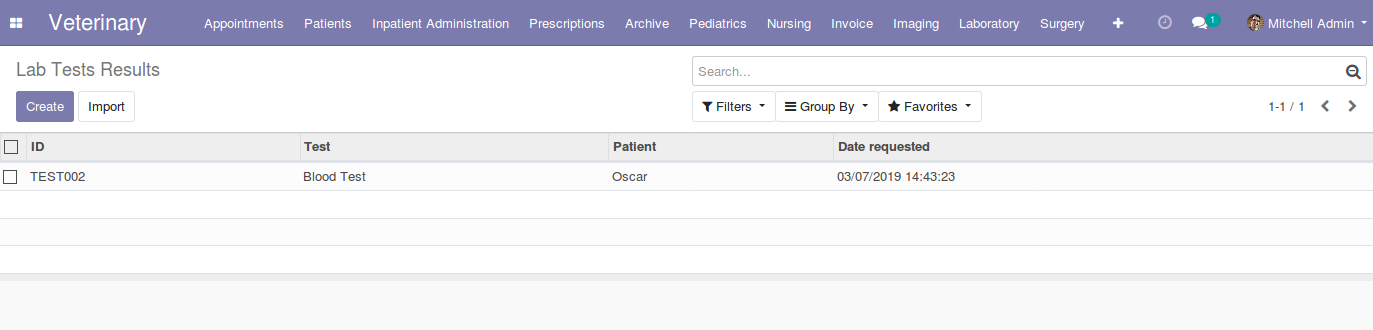 Veterinary Appointments Patients Inpatient Administration Prescriptions Archive Pediatrics Nursing Invoice Imaging Laboratory Surgery 1 Mitchell Admin
Lab Tests Results
Search...
Create Import Filters Group By Favorites 1-1 / 1
ID Test Patient Date requested
TEST002 Blood Test Oscar 03/07/2019 14:43:23